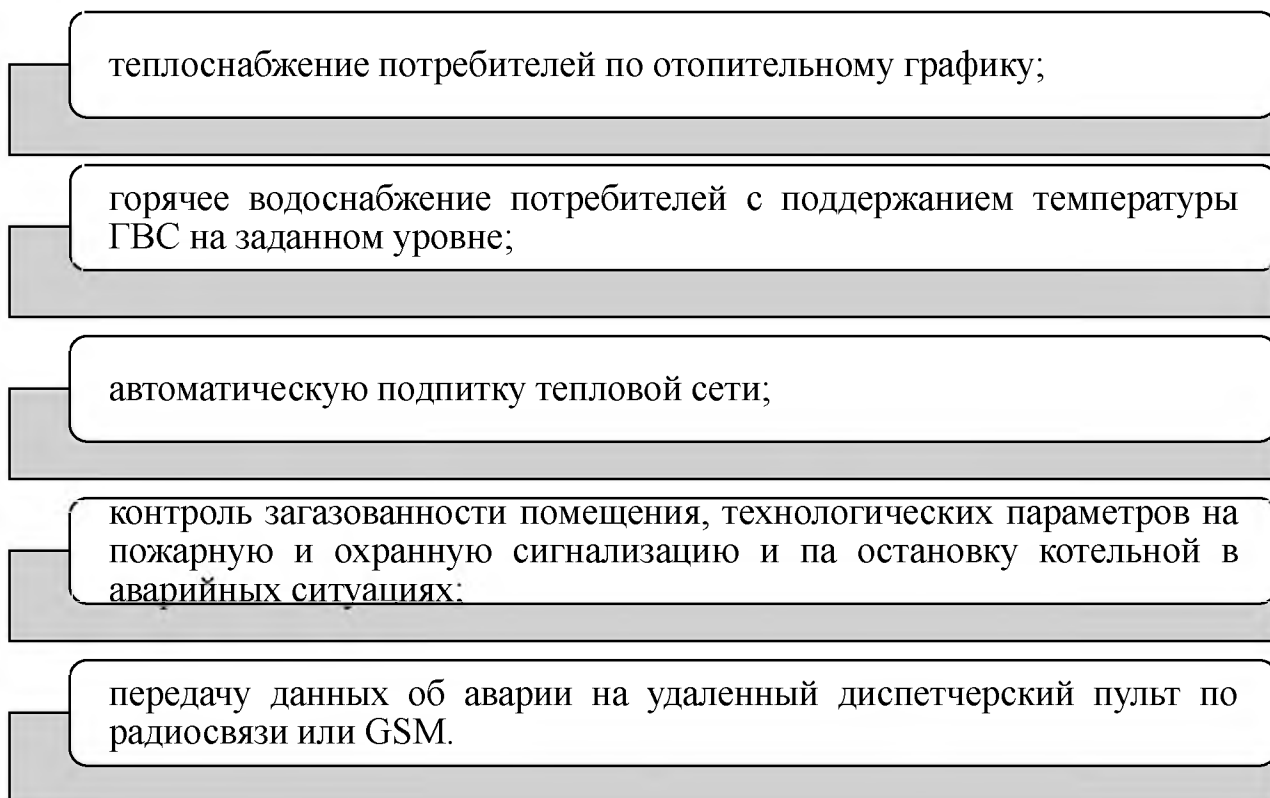 теплоснабжение потребителей по отопительному графику;
горячее водоснабжение потребителей с поддержанием температуры
ГВС на заданном уровне;
автоматическую подпитку тепловой сети;
контроль загазованности помещения, технологических параметров на
пожарную и охранную сигнализацию и па остановку котельной в
аварийных ситуациях;
передачу данных об аварии на удаленный диспетчерский пульт по
радиосвязи или GSM.